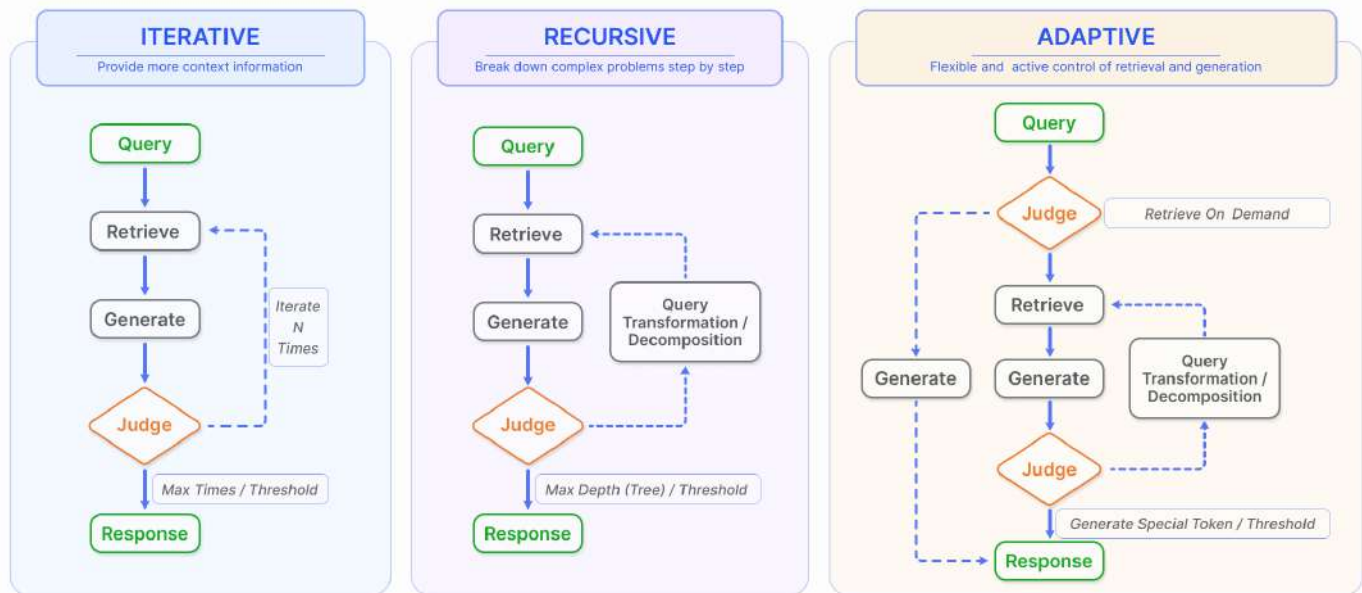 ITERATIVE
Provide more context information
Query
Retrieve
Generate
Iterate
N
Times
Judge
Max Times / Threshold
Response
RECURSIVE
Break down complex problems step by step
Query
Retrieve
Generate
Query
Transformation /
Decomposition
Judge
Max Depth (Tree) / Threshold
Response
ADAPTIVE
Flexible and active control of retrieval and generation
Query
Judge
Retrieve On Demand
Retrieve
Generate
Generate
Query
Transformation /
Decomposition
Judge
Generate Special Token / Threshold
Response